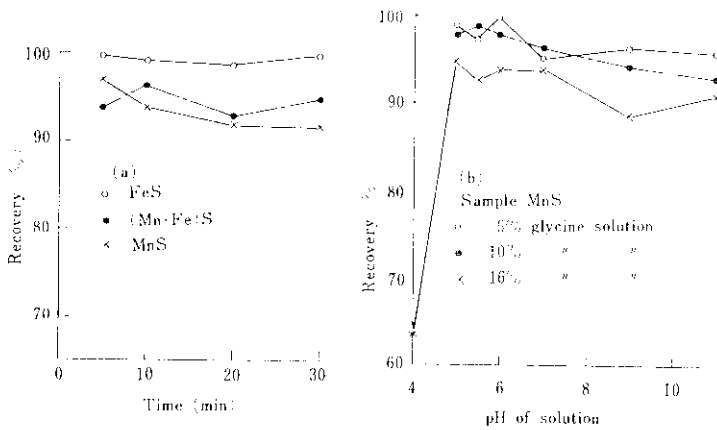 100
90
80
70
Recovery %
(a)
FeS
(Mn·Fe)S
MnS
0
10
20
30
Time (min)
100
90
80
70
60
Recovery %
(b)
Sample MnS
5% glycine solution
10% 〃 〃
16% 〃 〃
4
6
8
10
pH of solution